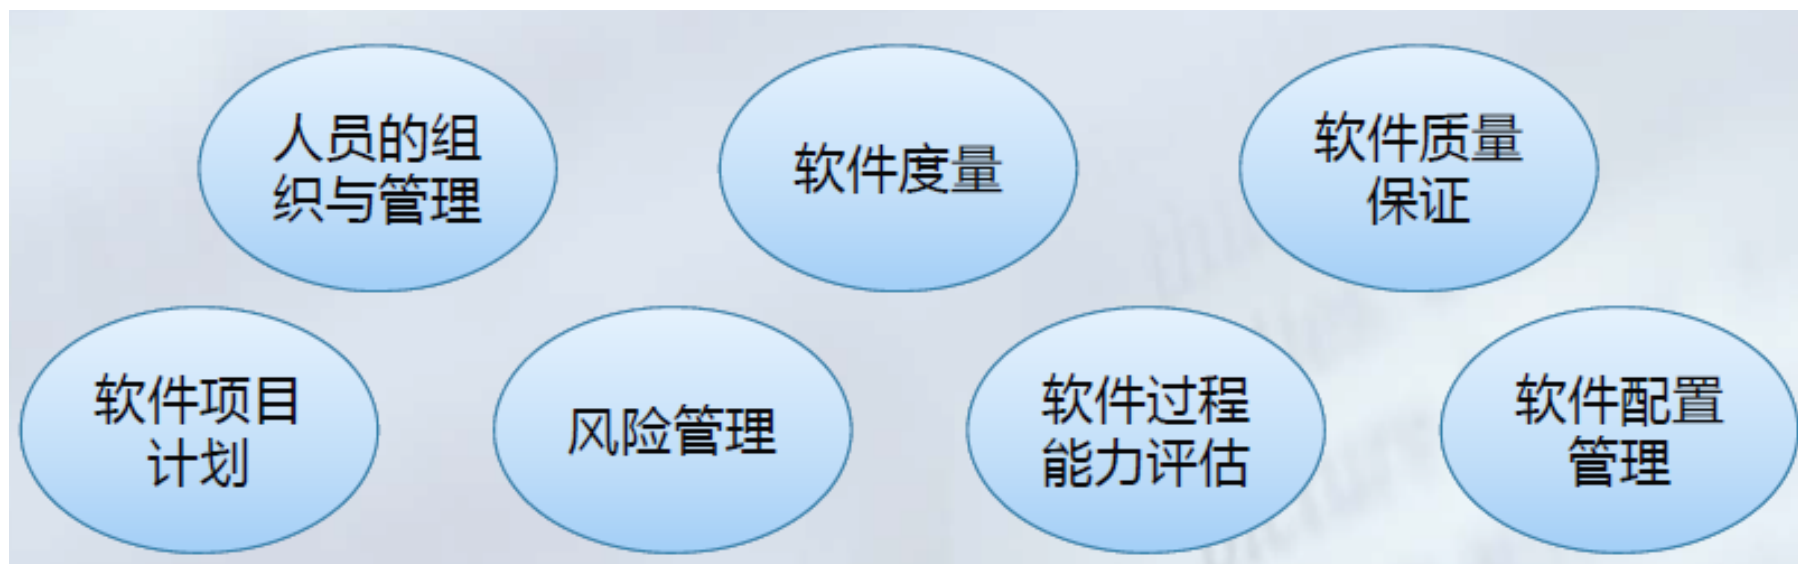 人员的组
织与管理
软件度量
软件质量
保证
软件项目
计划
风险管理
软件过程
能力评估
软件配置
管理